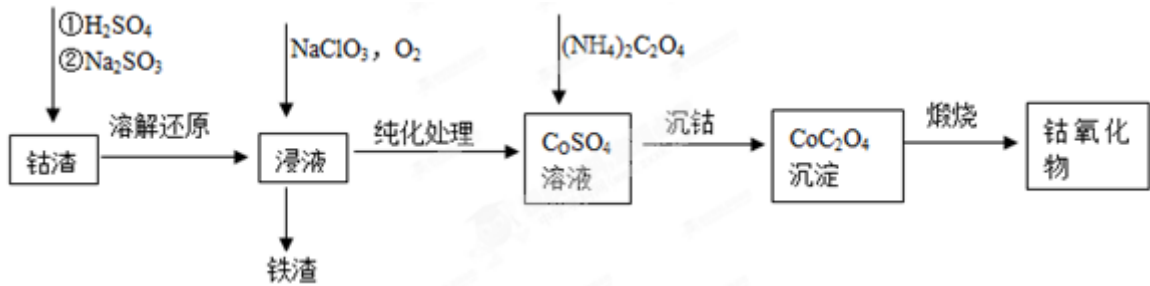 ①H₂SO₄
②Na₂SO₃
NaClO₃，O₂
(NH₄)₂C₂O₄
溶解还原
纯化处理
沉钴
煅烧
钴渣
浸液
CoSO₄
溶液
CoC₂O₄
沉淀
钴氧化
物
铁渣